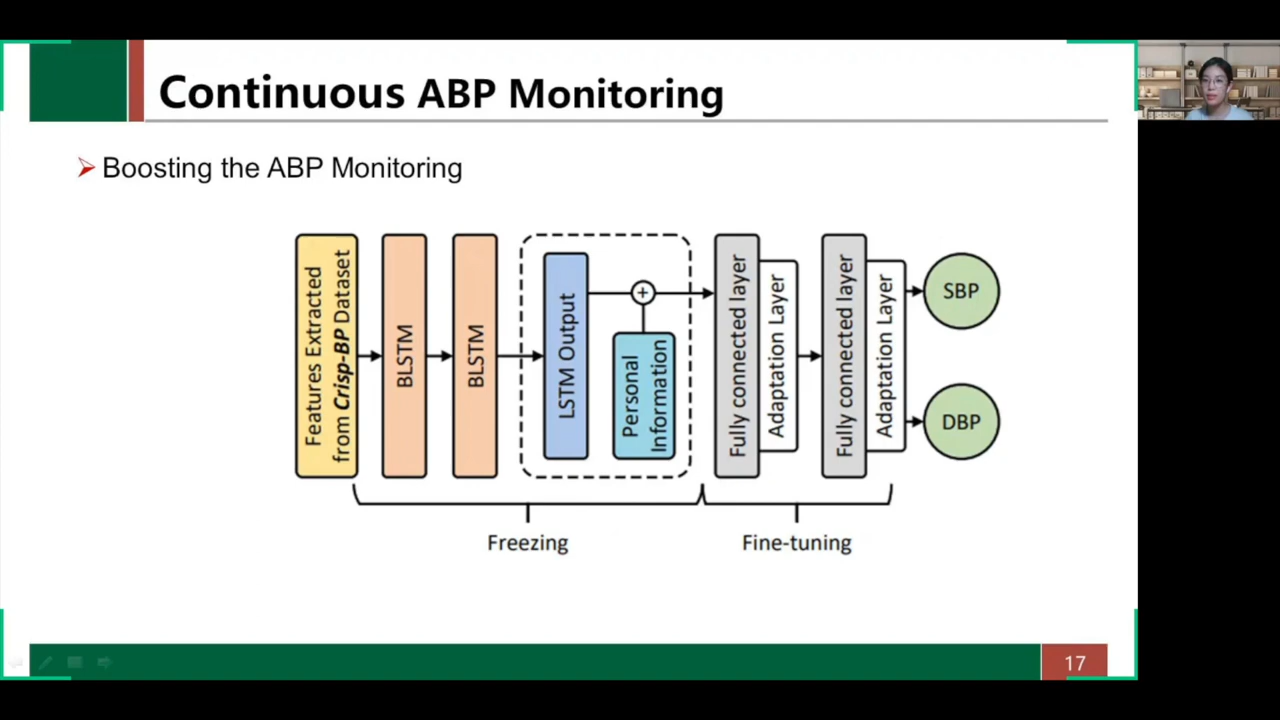 Continuous ABP Monitoring
Boosting the ABP Monitoring
Features Extracted
from Crisp-BP Dataset
BLSTM
BLSTM
LSTM Output
+
Personal
Information
Fully connected layer
Adaptation Layer
Fully connected layer
Adaptation Layer
SBP
DBP
Freezing
Fine-tuning
17